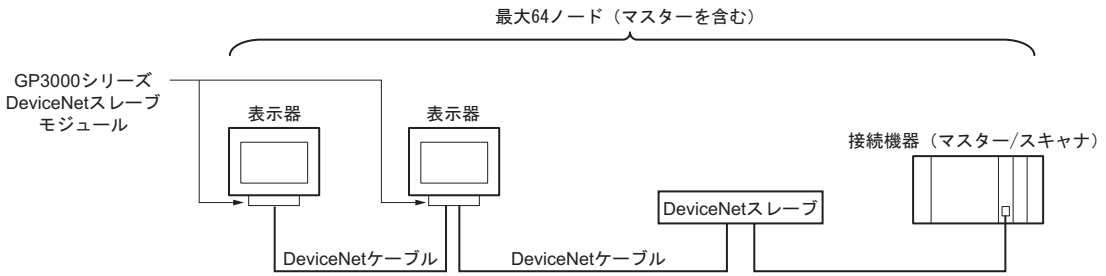 最大64ノード（マスターを含む）
GP3000シリーズ
DeviceNetスレーブ
モジュール
表示器
表示器
接続機器（マスター/スキャナ）
DeviceNetスレーブ
DeviceNetケーブル
DeviceNetケーブル